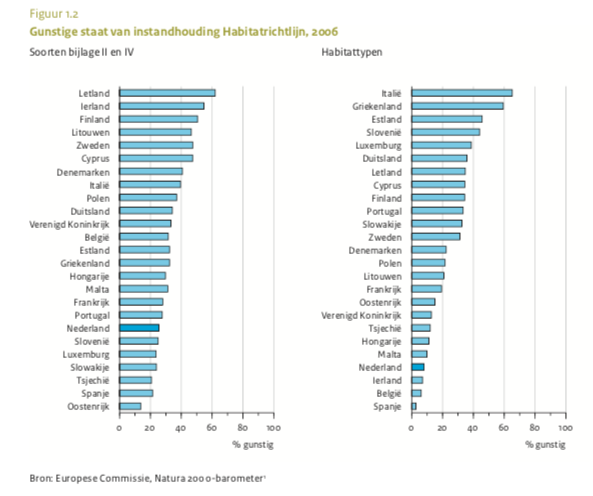 Figuur 1.2
Gunstige staat van instandhouding Habitatrichtlijn, 2006
Soorten bijlage II en IV
Letland
Ierland
Finland
Litouwen
Zweden
Cyprus
Denemarken
Italië
Polen
Duitsland
Verenigd Koninkrijk
België
Estland
Griekenland
Hongarije
Malta
Frankrijk
Portugal
Nederland
Slovenië
Luxemburg
Slowakije
Tsjechië
Spanje
Oostenrijk
0 20 40 60 80 100
% gunstig
Habitattypen
Italië
Griekenland
Estland
Slovenië
Luxemburg
Duitsland
Letland
Cyprus
Finland
Portugal
Slowakije
Zweden
Denemarken
Polen
Litouwen
Frankrijk
Oostenrijk
Verenigd Koninkrijk
Tsjechië
Hongarije
Malta
Nederland
Ierland
België
Spanje
0 20 40 60 80 100
% gunstig
Bron: Europese Commissie, Natura 2000-barometer¹